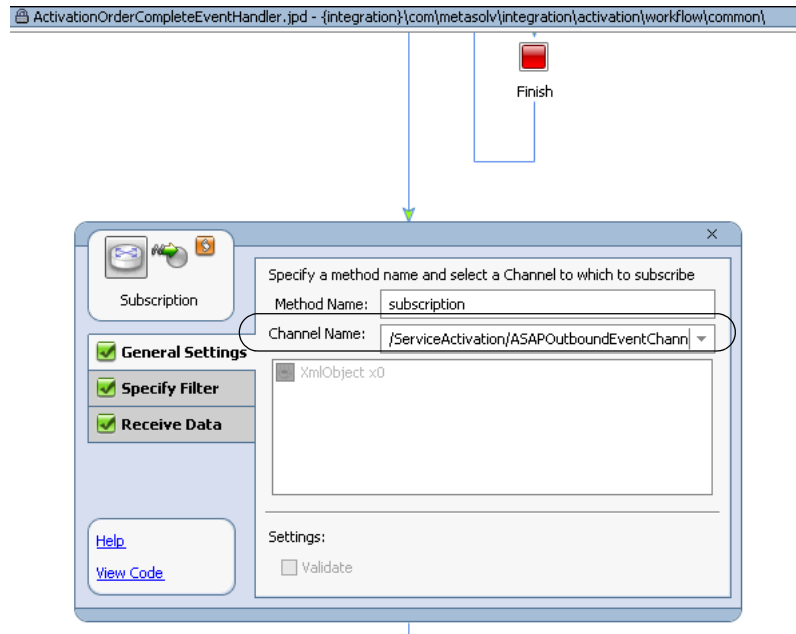 ActivationOrderCompleteEventHandler.jpd - {integration}\com\metasolv\integration\activation\workflow\common\
Finish
Subscription
General Settings
Specify Filter
Receive Data
Help
View Code
Specify a method name and select a Channel to which to subscribe
Method Name: subscription
Channel Name: /ServiceActivation/ASAPOutboundEventChann
XmlObject x0
Settings:
Validate